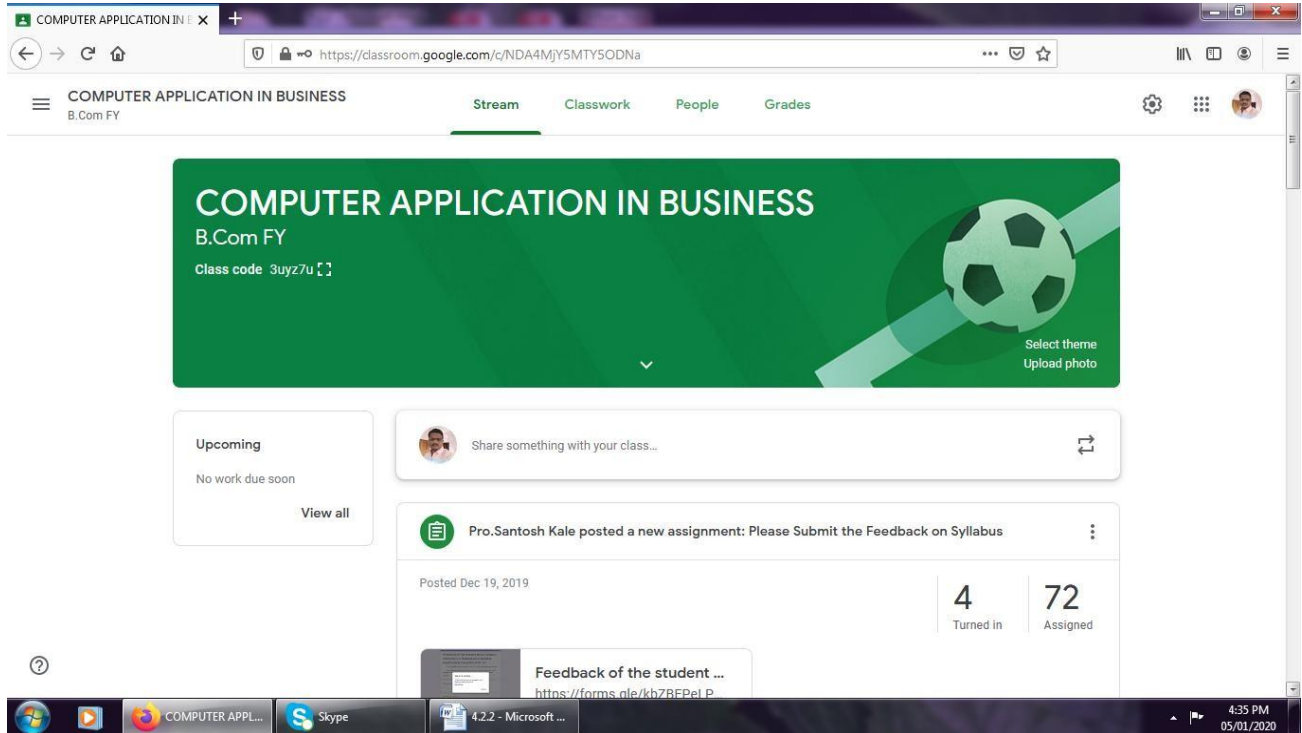 COMPUTER APPLICATION IN B
https://classroom.google.com/c/NDA4MjY5MTY5ODNa
COMPUTER APPLICATION IN BUSINESS
B.Com FY
Stream Classwork People Grades
COMPUTER APPLICATION IN BUSINESS
B.Com FY
Class code 3uyz7u
Select theme
Upload photo
Upcoming
No work due soon
View all
Share something with your class...
Pro.Santosh Kale posted a new assignment: Please Submit the Feedback on Syllabus
Posted Dec 19, 2019
4 72
Turned in Assigned
Feedback of the student ...
COMPUTER APPL... Skype 4.2.2 - Microsoft ...
4:35 PM
05/01/2020